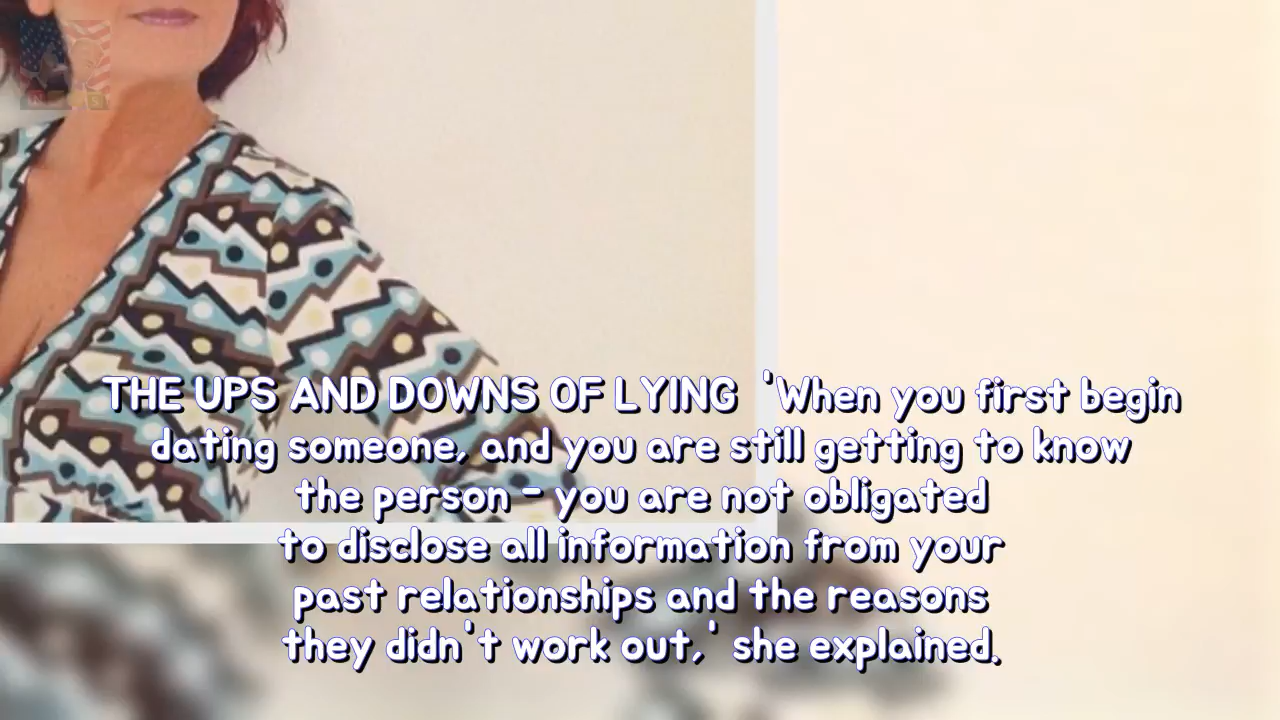 THE UPS AND DOWNS OF LYING 'When you first begin
dating someone, and you are still getting to know
the person - you are not obligated
to disclose all information from your
past relationships and the reasons
they didn't work out,' she explained.